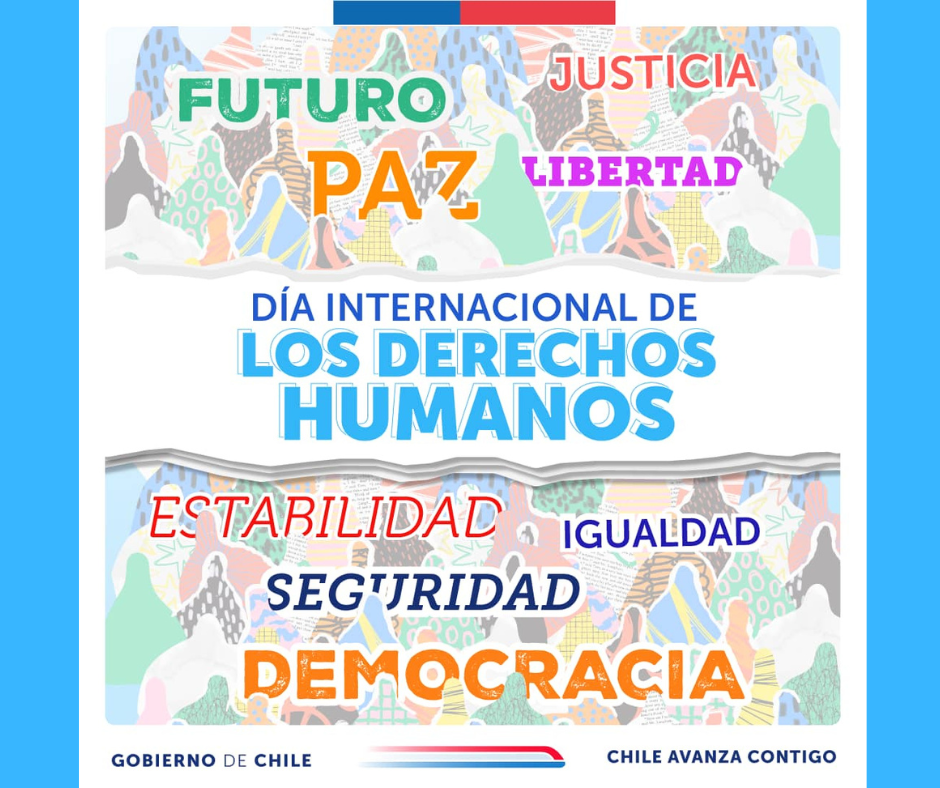 FUTURO
JUSTICIA
PAZ
LIBERTAD
DÍA INTERNACIONAL DE
LOS DERECHOS
HUMANOS
ESTABILIDAD
IGUALDAD
SEGURIDAD
DEMOCRACIA
GOBIERNO DE CHILE
CHILE AVANZA CONTIGO